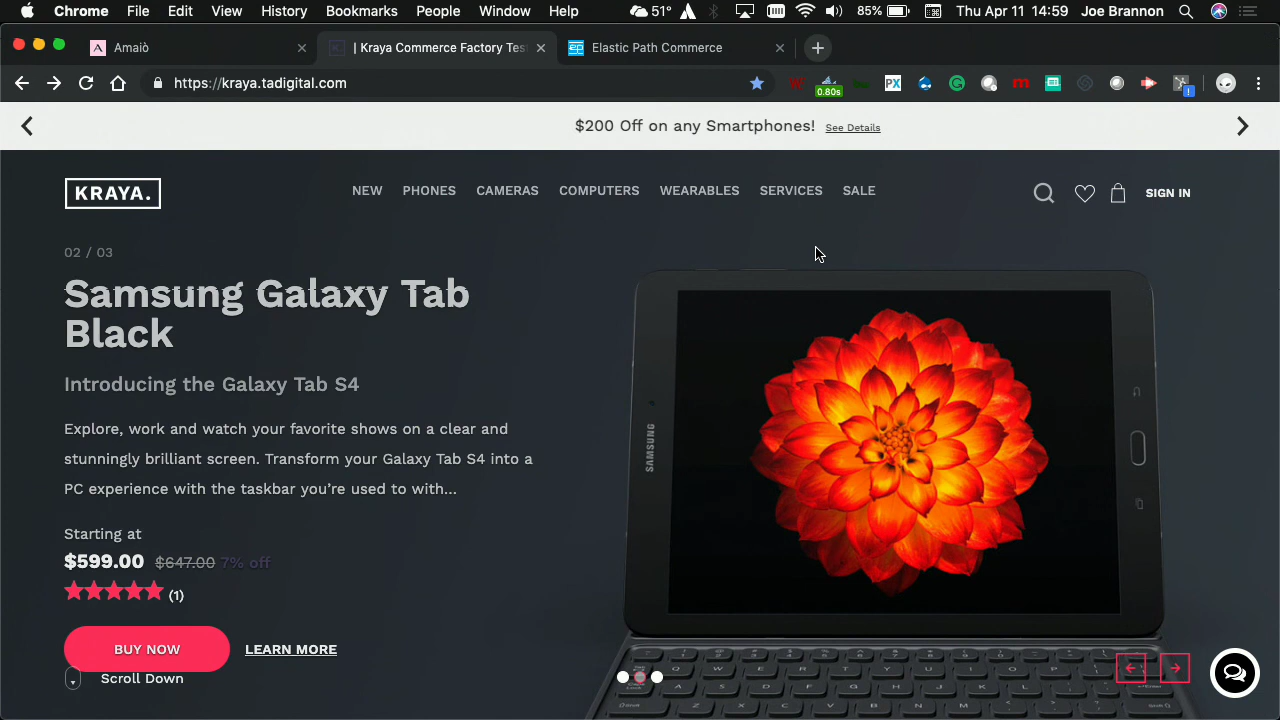 Chrome File Edit View History Bookmarks People Window Help 51° 85% Thu Apr 11 14:59 Joe Brannon
Amaiò
| Kraya Commerce Factory Tes
Elastic Path Commerce
https://kraya.tadigital.com
0.80s
PX
$200 Off on any Smartphones! See Details
KRAYA.
NEW PHONES CAMERAS COMPUTERS WEARABLES SERVICES SALE
SIGN IN
02 / 03
Samsung Galaxy Tab
Black
Introducing the Galaxy Tab S4
Explore, work and watch your favorite shows on a clear and
stunningly brilliant screen. Transform your Galaxy Tab S4 into a
PC experience with the taskbar you’re used to with...
Starting at
$599.00 $647.00 7% off
(1)
BUY NOW LEARN MORE
Scroll Down
SAMSUNG
Q W E R T Y U I O P
A S D F G H J K L
Z X C V B N M